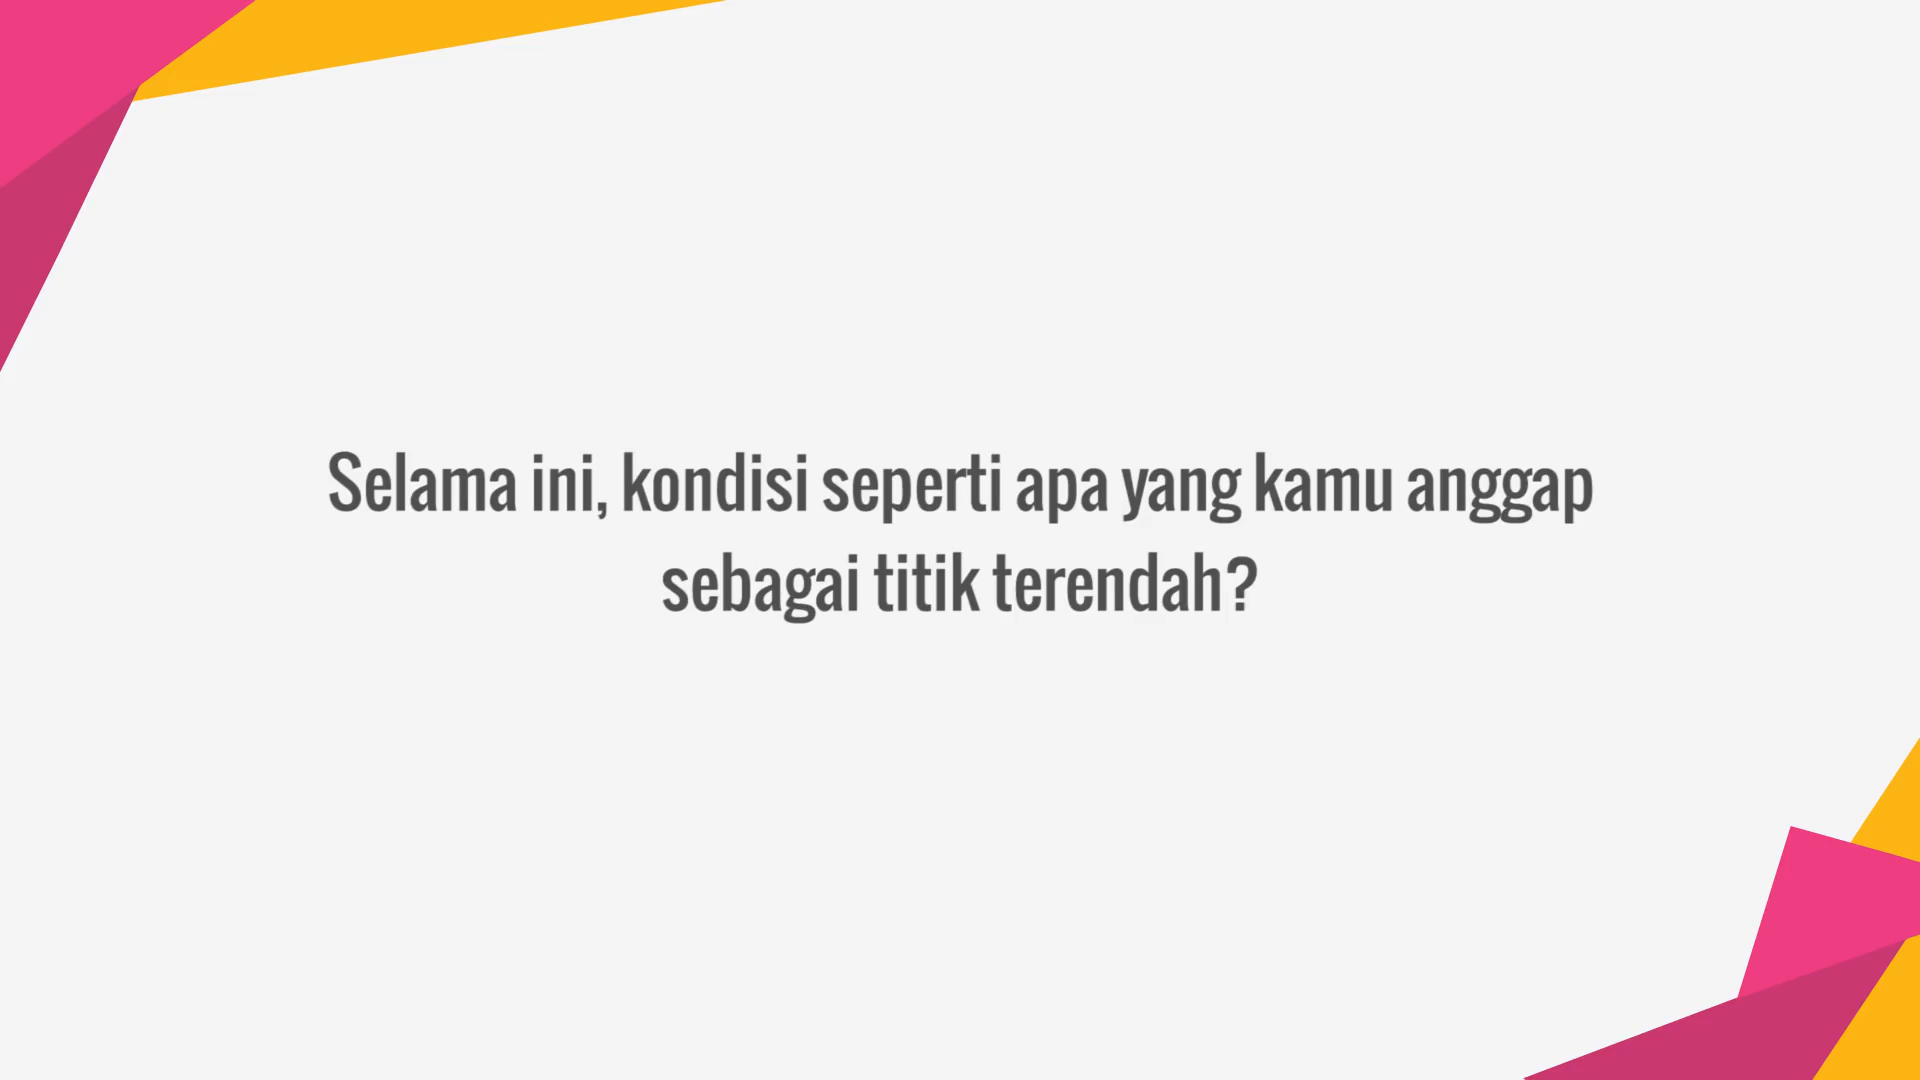 Selama ini, kondisi seperti apa yang kamu anggap
sebagai titik terendah?